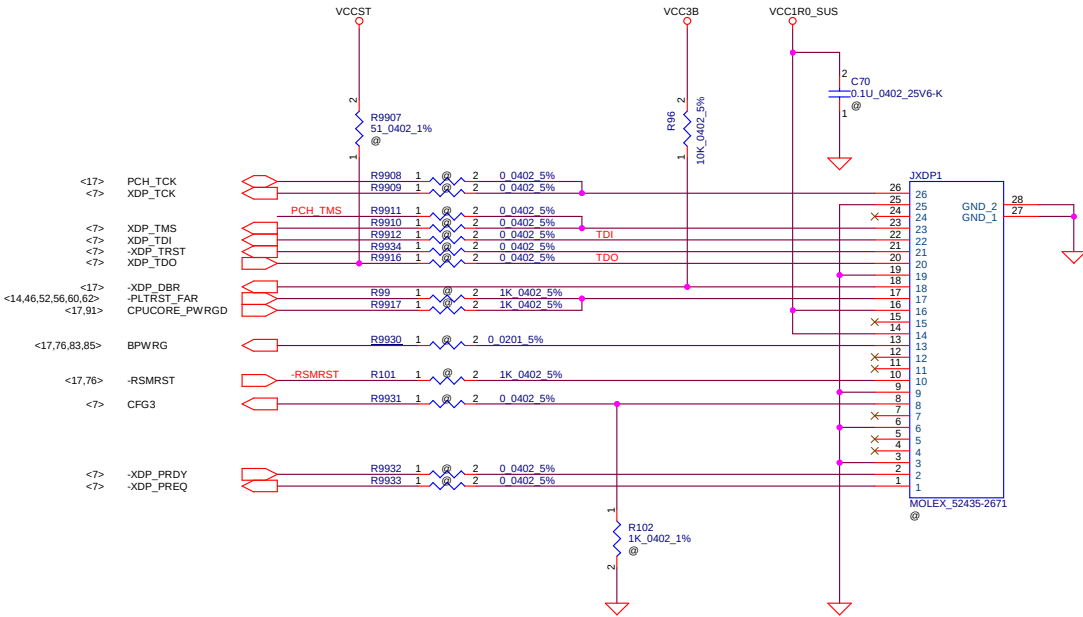 VCCST VCC3B VCC1R0_SUS
2
C70
0.1U_0402_25V6-K
@
1
2
R9907
51_0402_1%
@
1
2
R96
10K_0402_5%
1
<17> PCH_TCK R9908 1 @ 2 0_0402_5%
<7> XDP_TCK R9909 1 @ 2 0_0402_5%
PCH_TMS R9911 1 @ 2 0_0402_5%
<7> XDP_TMS R9910 1 @ 2 0_0402_5%
<7> XDP_TDI R9912 1 @ 2 0_0402_5% TDI
<7> -XDP_TRST R9934 1 @ 2 0_0402_5%
<7> XDP_TDO R9916 1 @ 2 0_0402_5% TDO
<17> -XDP_DBR
<14,46,52,56,60,62> -PLTRST_FAR R99 1 @ 2 1K_0402_5%
<17,91> CPUCORE_PWRGD R9917 1 @ 2 1K_0402_5%
<17,76,83,85> BPWRG R9930 1 @ 2 0_0201_5%
<17,76> -RSMRST -RSMRST R101 1 @ 2 1K_0402_5%
<7> CFG3 R9931 1 @ 2 0_0402_5%
<7> -XDP_PRDY R9932 1 @ 2 0_0402_5%
<7> -XDP_PREQ R9933 1 @ 2 0_0402_5%
1
R102
1K_0402_1%
@
2
JXDP1
26 26
25 25
24 24
23 23
22 22
21 21
20 20
19 19
18 18
17 17
16 16
15 15
14 14
13 13
12 12
11 11
10 10
9 9
8 8
7 7
6 6
5 5
4 4
3 3
2 2
1 1
GND_2 28
GND_1 27
MOLEX_52435-2671
@